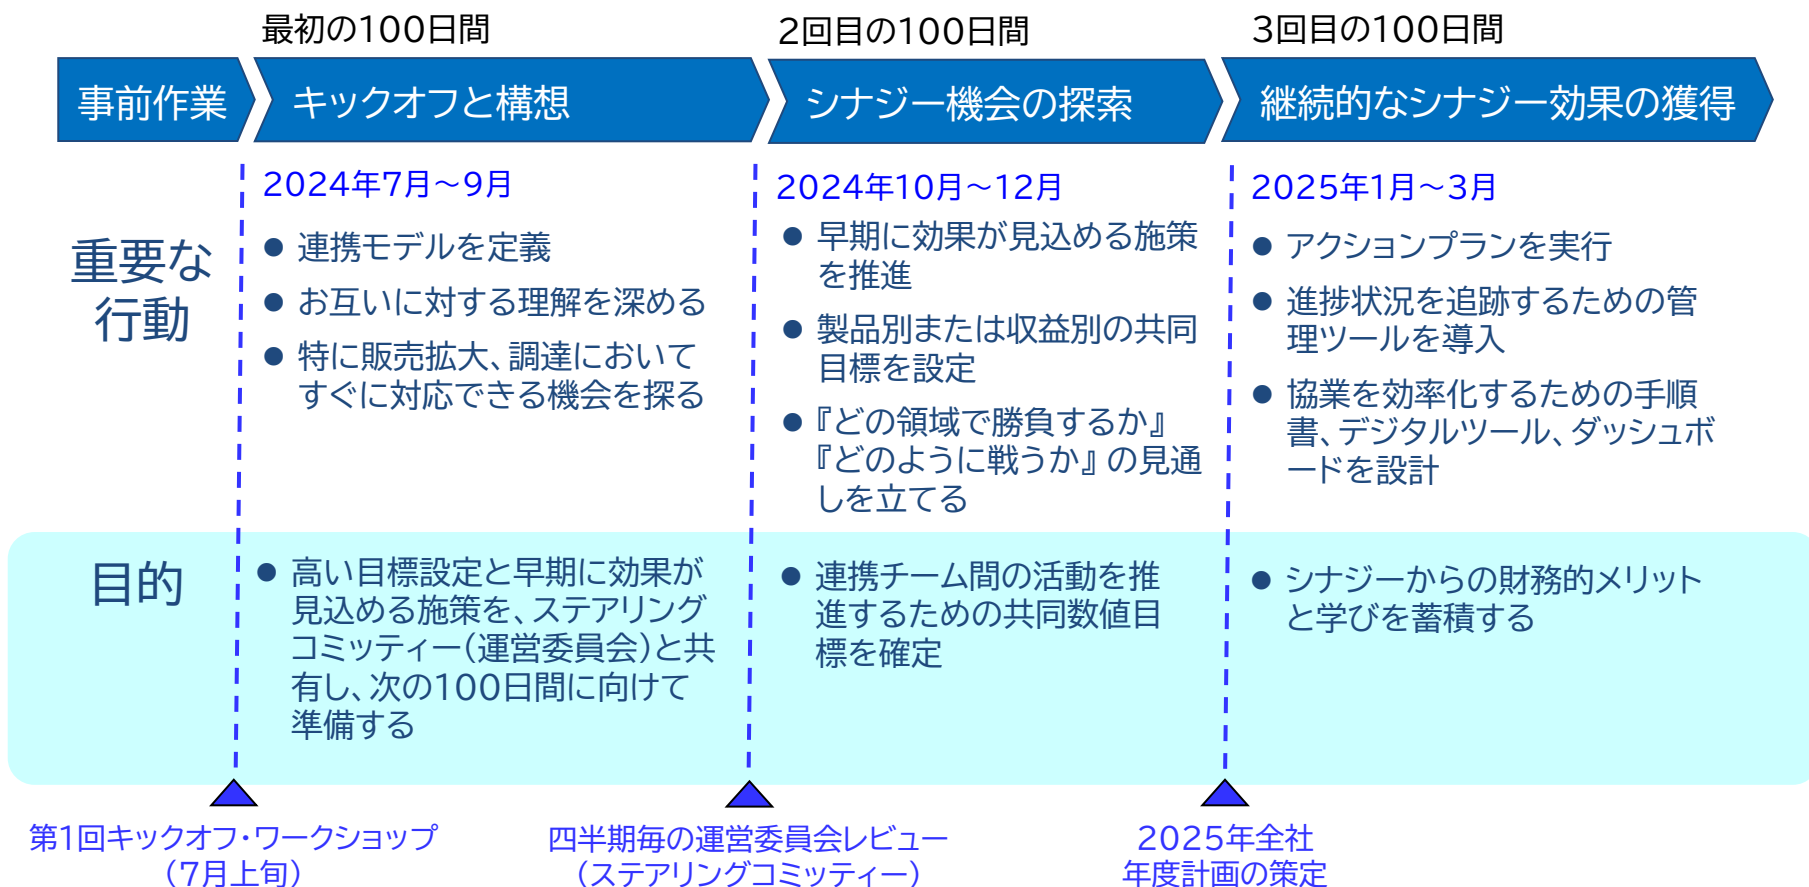 最初の100日間
2回目の100日間
3回目の100日間
事前作業
キックオフと構想
シナジー機会の探索
継続的なシナジー効果の獲得
2024年7月～9月
2024年10月～12月
2025年1月～3月
重要な
行動
● 連携モデルを定義
● お互いに対する理解を深める
● 特に販売拡大、調達において
すぐに対応できる機会を探る
● 早期に効果が見込める施策
を推進
● 製品別または収益別の共同
目標を設定
●『どの領域で勝負するか』
『どのように戦うか』の見通
しを立てる
● アクションプランを実行
● 進捗状況を追跡するための管
理ツールを導入
● 協業を効率化するための手順
書、デジタルツール、ダッシュボ
ードを設計
目的
● 高い目標設定と早期に効果が
見込める施策を、ステアリング
コミッティー（運営委員会）と共
有し、次の100日間に向けて
準備する
● 連携チーム間の活動を推
進するための共同数値目
標を確定
● シナジーからの財務的メリット
と学びを蓄積する
第1回キックオフ・ワークショップ
（7月上旬）
四半期毎の運営委員会レビュー
（ステアリングコミッティー）
2025年全社
年度計画の策定